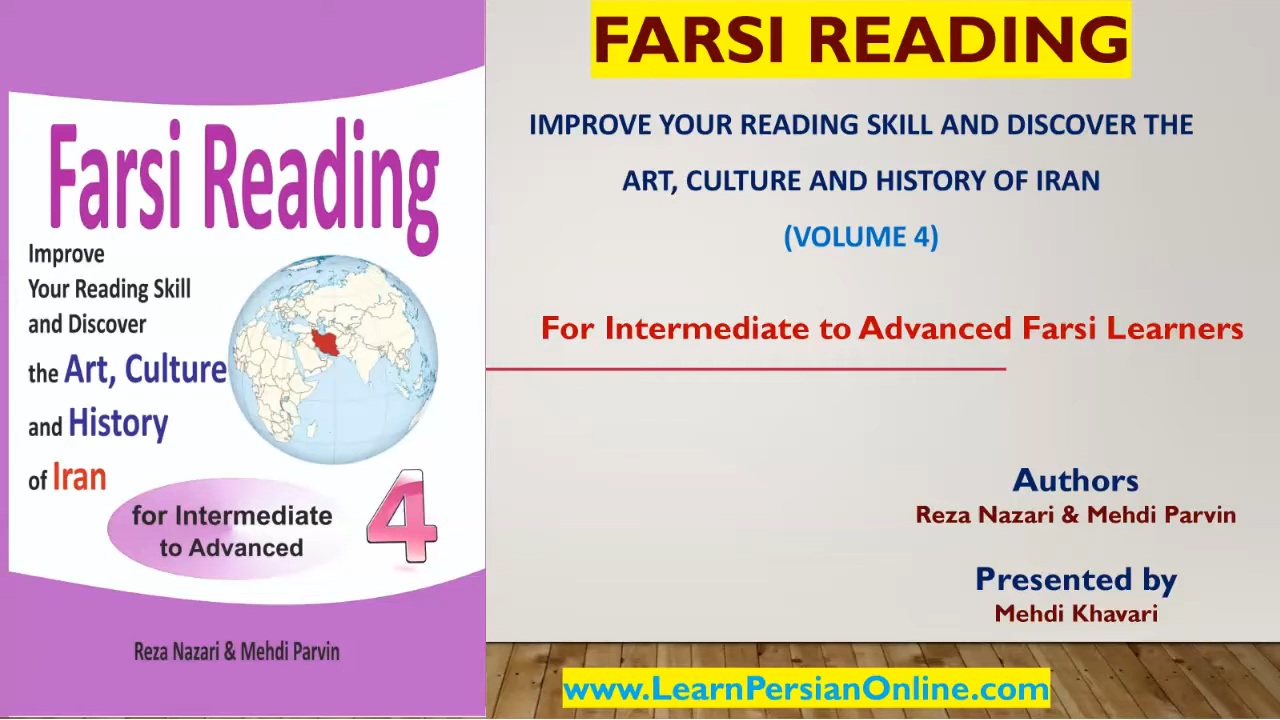 Farsi Reading
Improve
Your Reading Skill
and Discover
the Art, Culture
and History
of Iran
for Intermediate
to Advanced
4
Reza Nazari & Mehdi Parvin
FARSI READING
IMPROVE YOUR READING SKILL AND DISCOVER THE
ART, CULTURE AND HISTORY OF IRAN
(VOLUME 4)
For Intermediate to Advanced Farsi Learners
Authors
Reza Nazari & Mehdi Parvin
Presented by
Mehdi Khavari
www.LearnPersianOnline.com